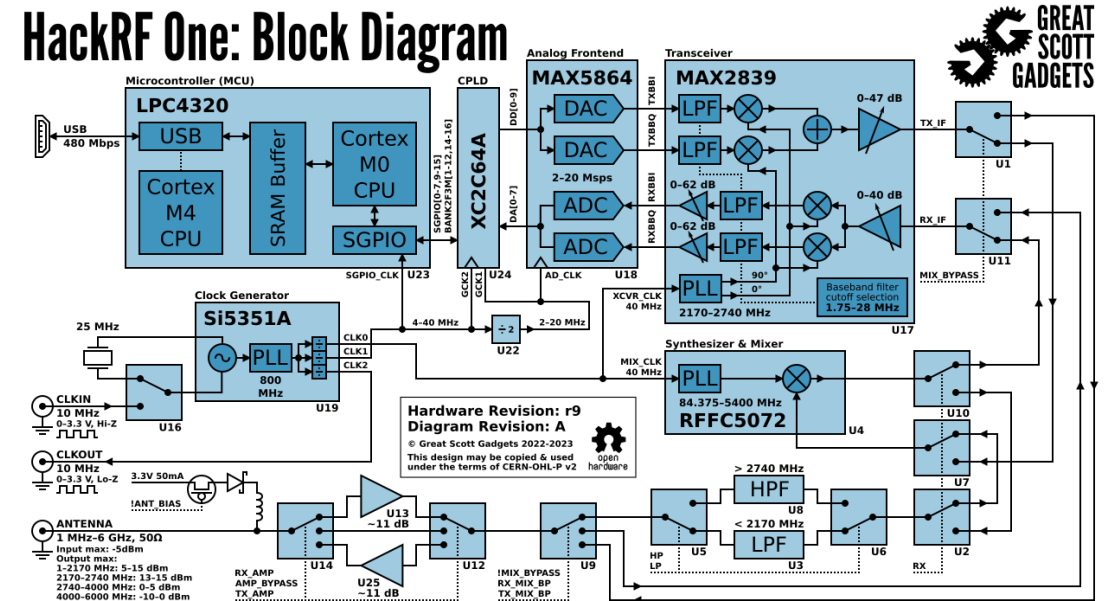 HackRF One: Block Diagram
GREAT
SCOTT
GADGETS
Microcontroller (MCU)
LPC4320
USB
480 Mbps
USB
Cortex
M4
CPU
SRAM Buffer
Cortex
M0
CPU
SGPIO
U23
SGPIO_CLK
SGPIO[0-7,9-15]
BANK2F3M[1-12,14-16]
CPLD
XC2C64A
U24
GCK2
GCK1
DD[0-9]
DA[0-7]
Analog Frontend
MAX5864
DAC
DAC
2–20 Msps
ADC
ADC
U18
AD_CLK
TXBBI
TXBBQ
RXBBI
RXBBQ
Transceiver
MAX2839
LPF
LPF
0–47 dB
0–62 dB
LPF
0–62 dB
LPF
0–40 dB
PLL
90°
0°
2170–2740 MHz
Baseband filter
cutoff selection
1.75–28 MHz
U17
XCVR_CLK
40 MHz
TX_IF
RX_IF
U1
U11
MIX_BYPASS
Clock Generator
Si5351A
PLL
800
MHz
÷
÷
÷
U19
CLK0
CLK1
CLK2
4–40 MHz
÷2
U22
2–20 MHz
25 MHz
U16
CLKIN
10 MHz
0–3.3 V, Hi-Z
CLKOUT
10 MHz
0–3.3 V, Lo-Z
Synthesizer & Mixer
MIX_CLK
40 MHz
PLL
84.375–5400 MHz
RFFC5072
U4
U10
U7
U2
RX
Hardware Revision: r9
Diagram Revision: A
© Great Scott Gadgets 2022-2023
This design may be copied & used
under the terms of CERN-OHL-P v2
open
hardware
3.3V 50mA
!ANT_BIAS
ANTENNA
1 MHz–6 GHz, 50Ω
Input max: -5dBm
Output max:
1–2170 MHz: 5–15 dBm
2170–2740 MHz: 13–15 dBm
2740–4000 MHz: 0–5 dBm
4000–6000 MHz: -10–0 dBm
U14
U13
~11 dB
U25
~11 dB
U12
RX_AMP
AMP_BYPASS
TX_AMP
U9
!MIX_BYPASS
RX_MIX_BP
TX_MIX_BP
U5
HP
LP
> 2740 MHz
HPF
U8
< 2170 MHz
LPF
U3
U6